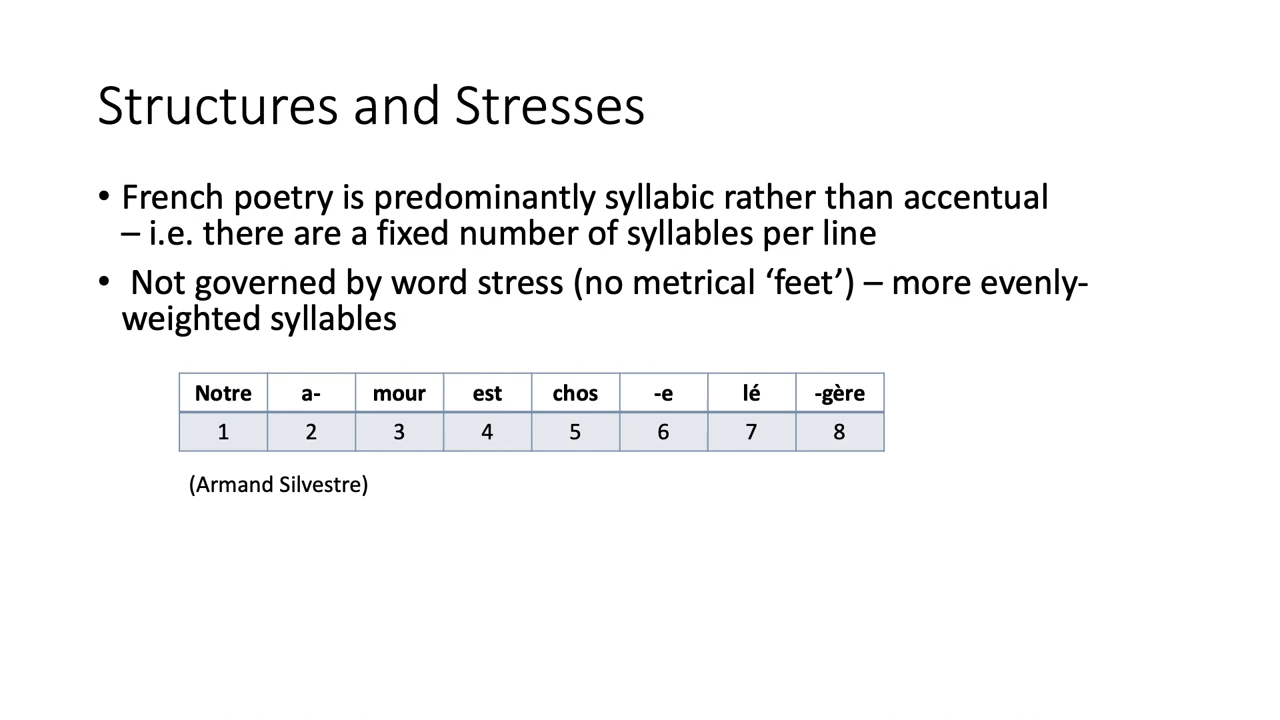 Structures and Stresses
• French poetry is predominantly syllabic rather than accentual
– i.e. there are a fixed number of syllables per line
• Not governed by word stress (no metrical ‘feet’) – more evenly-
weighted syllables
Notre a- mour est chos -e lé -gère
1 2 3 4 5 6 7 8
(Armand Silvestre)